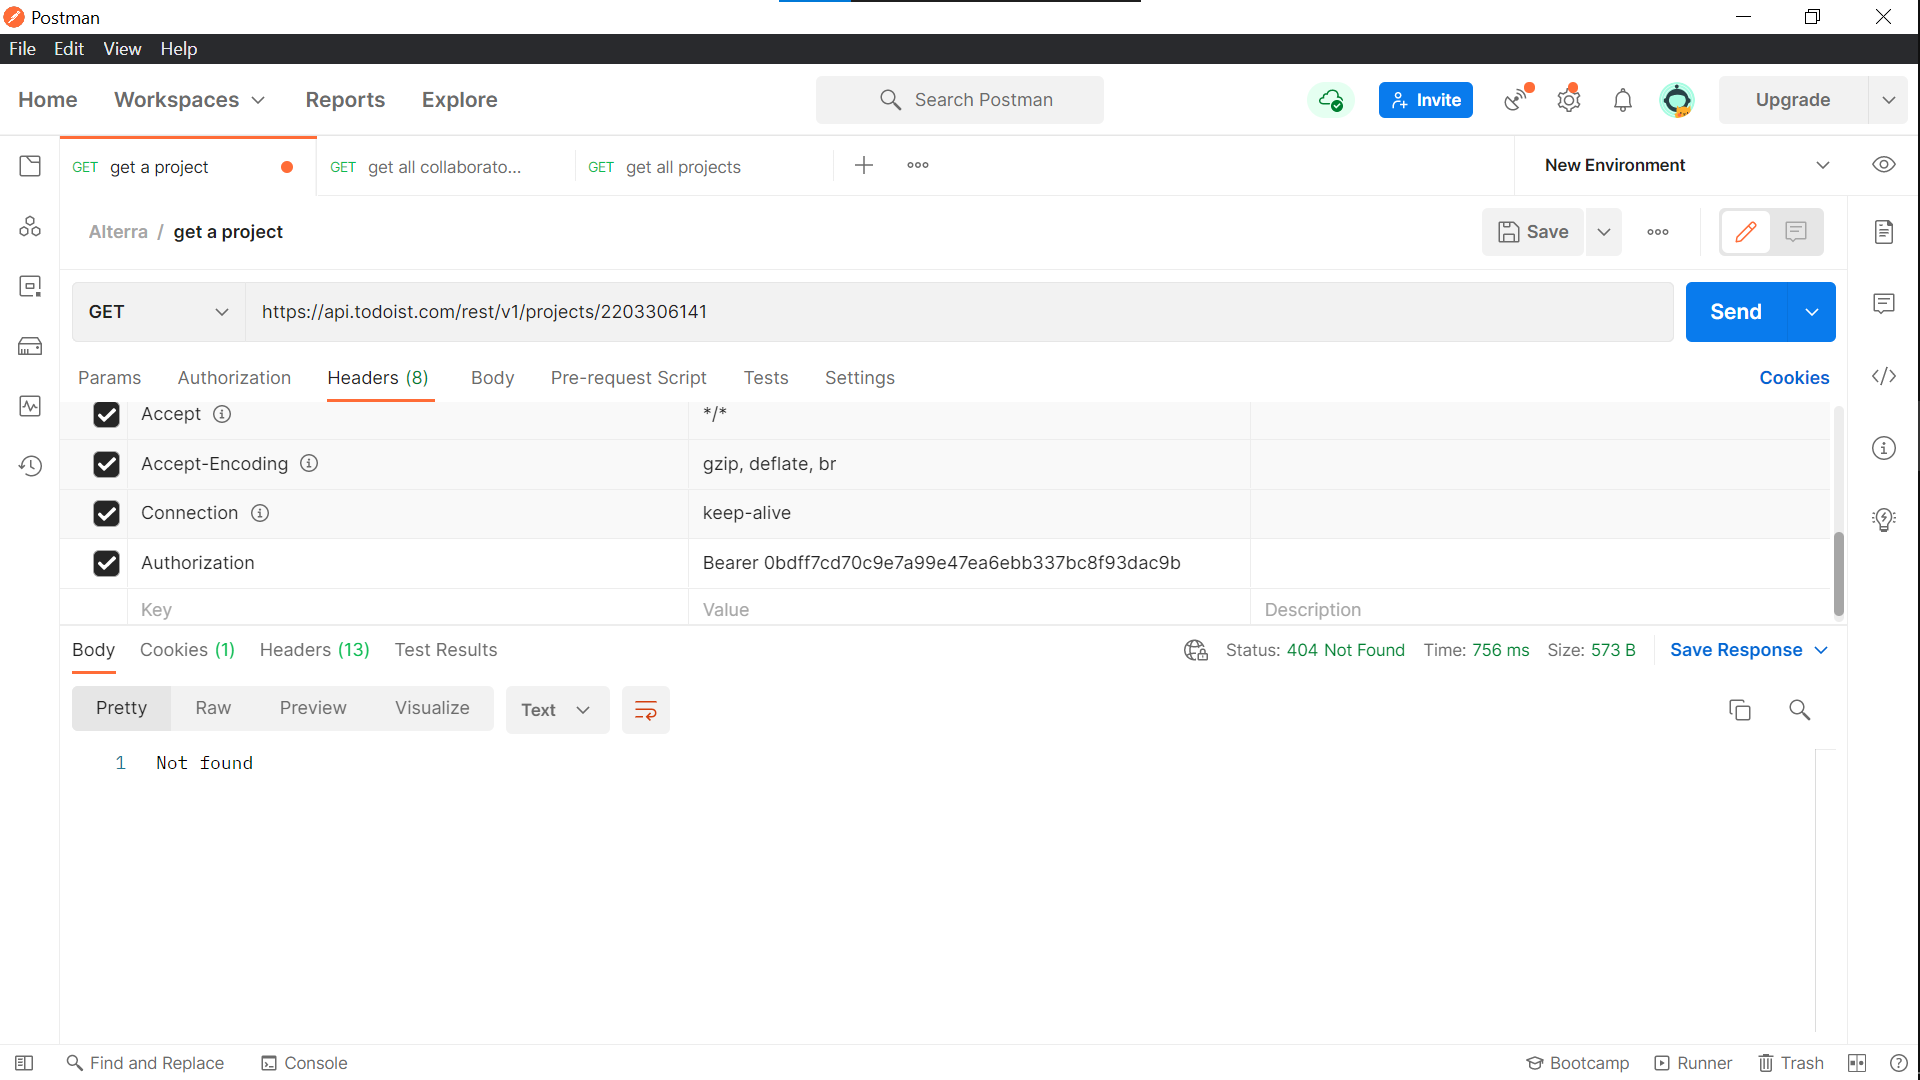 Postman
File Edit View Help
Home Workspaces Reports Explore Search Postman Invite Upgrade
GET get a project GET get all collaborato... GET get all projects New Environment
Alterra / get a project Save
GET https://api.todoist.com/rest/v1/projects/2203306141 Send
Params Authorization Headers (8) Body Pre-request Script Tests Settings Cookies
Accept */*
Accept-Encoding gzip, deflate, br
Connection keep-alive
Authorization Bearer 0bdff7cd70c9e7a99e47ea6ebb337bc8f93dac9b
Key Value Description
Body Cookies (1) Headers (13) Test Results Status: 404 Not Found Time: 756 ms Size: 573 B Save Response
Pretty Raw Preview Visualize Text
1 Not found
Find and Replace Console Bootcamp Runner Trash